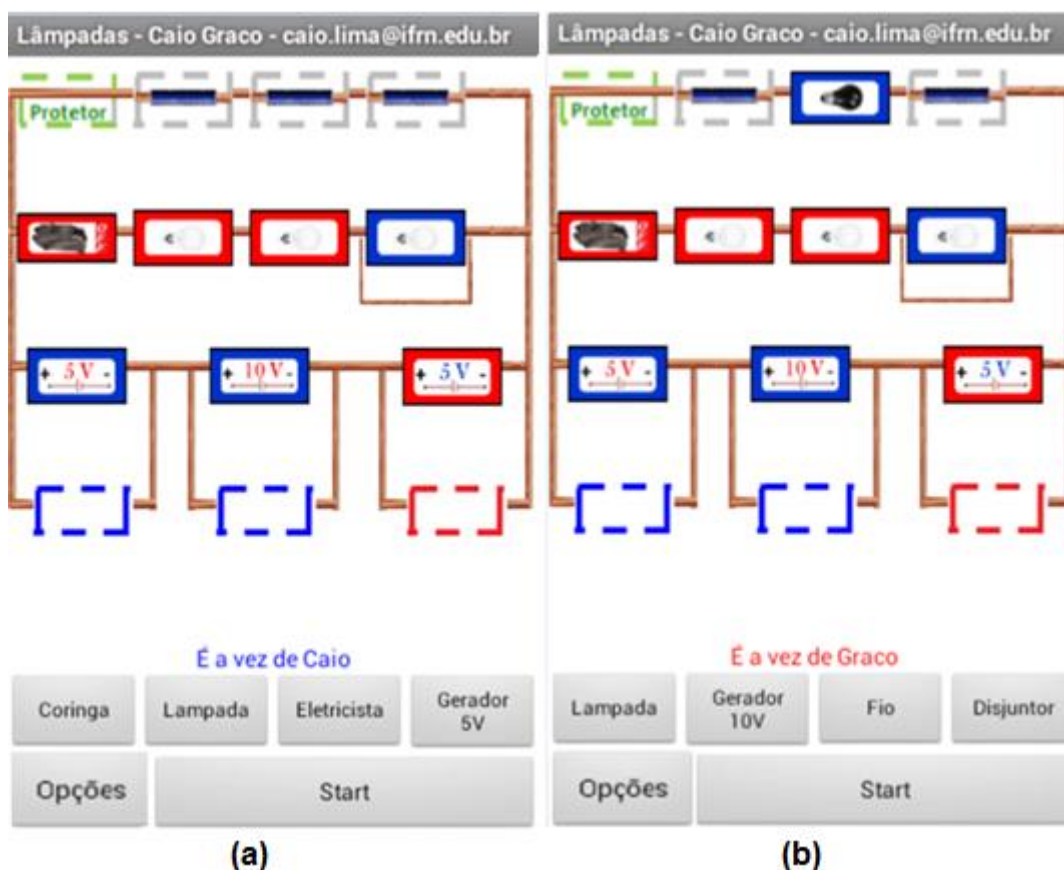 Lâmpadas - Caio Graco - caio.lima@ifrn.edu.br
Protetor
+ 5 V -
+ 10 V -
+ 5 V -
É a vez de Caio
Coringa
Lampada
Eletricista
Gerador
5V
Opções
Start
(a)
Lâmpadas - Caio Graco - caio.lima@ifrn.edu.br
Protetor
+ 5 V -
+ 10 V -
+ 5 V -
É a vez de Graco
Lampada
Gerador
10V
Fio
Disjuntor
Opções
Start
(b)